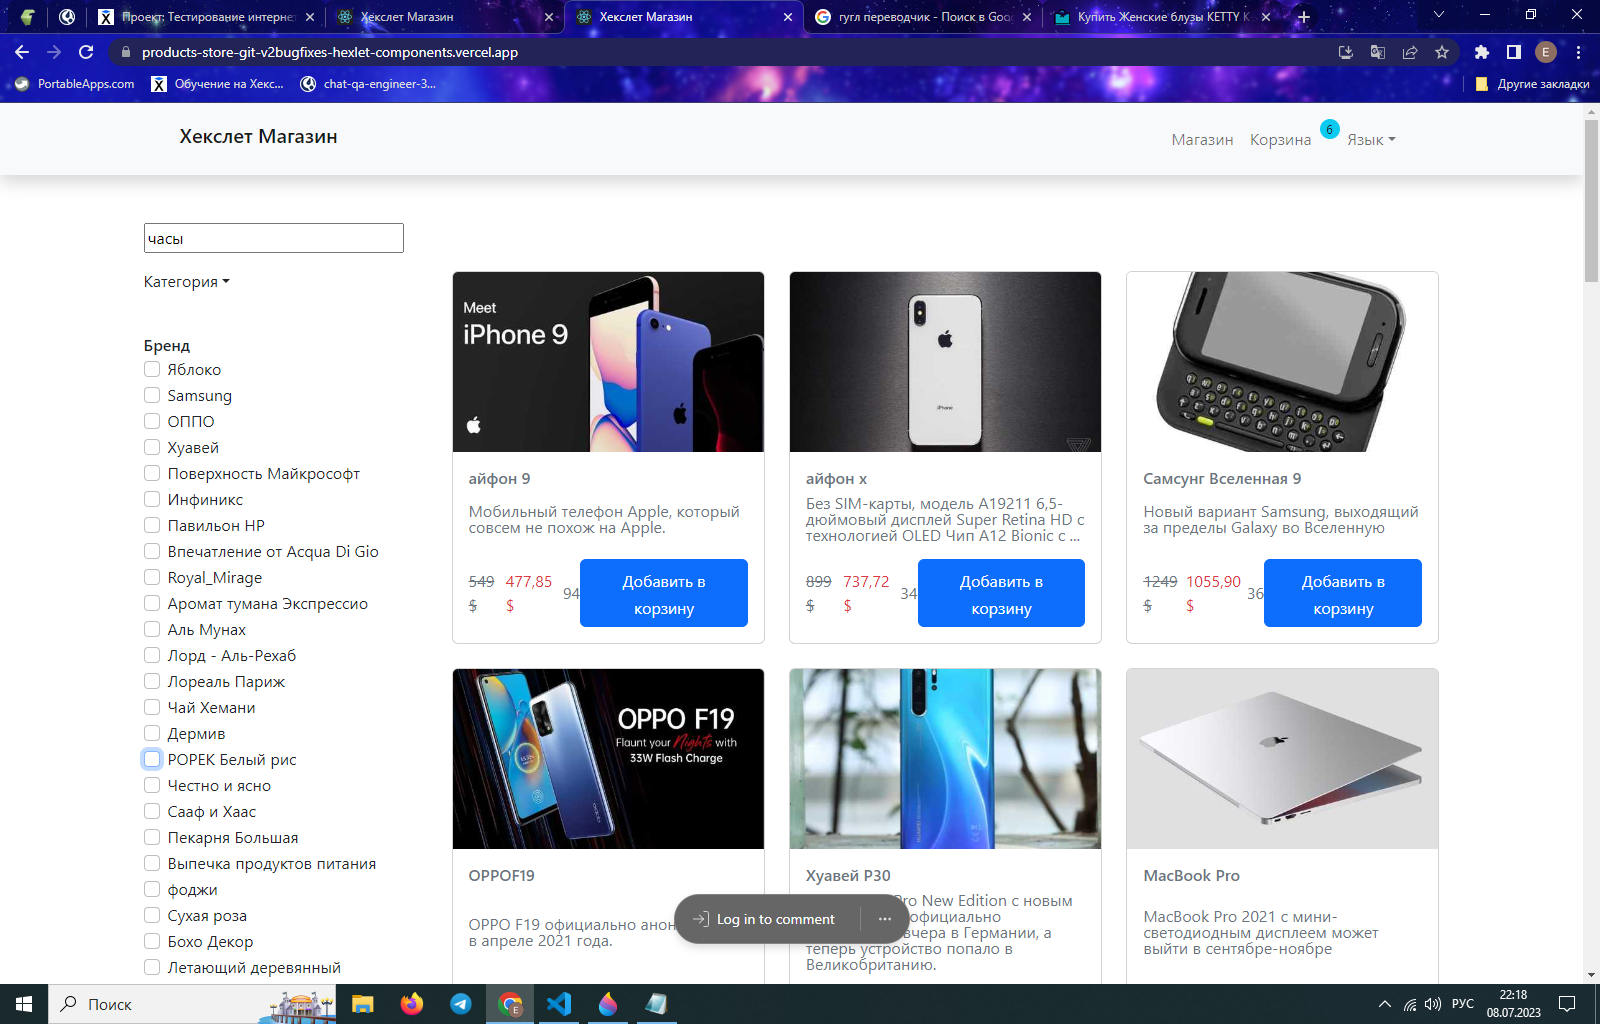 Проект: Тестирование интернет
Хекслет Магазин
Хекслет Магазин
гугл переводчик - Поиск в Goo
Купить Женские блузы KETTY K
products-store-git-v2bugfixes-hexlet-components.vercel.app
E
PortableApps.com
Обучение на Хекс...
chat-qa-engineer-3...
Другие закладки
Хекслет Магазин
Магазин
Корзина
6
Язык
часы
Категория
Бренд
Яблоко
Samsung
ОППО
Хуавей
Поверхность Майкрософт
Инфиникс
Павильон HP
Впечатление от Acqua Di Gio
Royal_Mirage
Аромат тумана Экспрессио
Аль Мунах
Лорд - Аль-Рехаб
Лореаль Париж
Чай Хемани
Дермив
РОРЕК Белый рис
Честно и ясно
Сааф и Хаас
Пекарня Большая
Выпечка продуктов питания
фоджи
Сухая роза
Бохо Декор
Летающий деревянный
Meet
iPhone 9
айфон 9
Мобильный телефон Apple, который
совсем не похож на Apple.
549 $
477,85 $
94
Добавить в
корзину
iPhone
айфон х
Без SIM-карты, модель A19211 6,5-
дюймовый дисплей Super Retina HD с
технологией OLED Чип A12 Bionic с ...
899 $
737,72 $
34
Добавить в
корзину
Самсунг Вселенная 9
Новый вариант Samsung, выходящий
за пределы Galaxy во Вселенную
1249 $
1055,90 $
36
Добавить в
корзину
OPPO F19
Flaunt your Nights with
33W Flash Charge
OPPOF19
OPPO F19 официально анон
в апреле 2021 года.
Хуавей P30
Pro New Edition с новым
официально
вчера в Германии, а
теперь устройство попало в
Великобританию.
MacBook Pro
MacBook Pro 2021 с мини-
светодиодным дисплеем может
выйти в сентябре-ноябре
Log in to comment
Поиск
E
РУС
22:18
08.07.2023